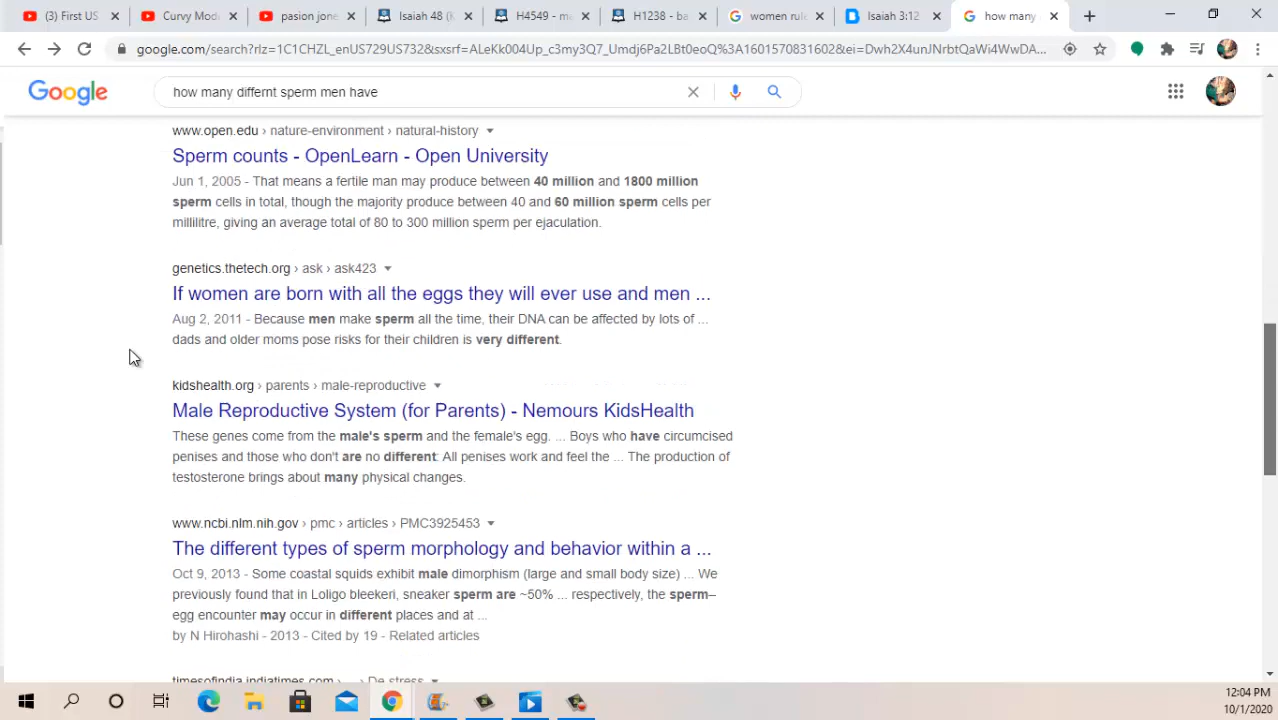 (3) First US
Curvy Mod
pasion jone
Isaiah 48 (K
H4549 - m
H1238 - ba
women rul
Isaiah 3:12
how many
google.com/search?rlz=1C1CHZL_enUS729US732&sxsrf=ALeKk004Up_c3my3Q7_Umdj6Pa2LBt0eoQ%3A1601570831602&ei=Dwh2X4unJNrbtQaWi4WwDA...
Google
how many differnt sperm men have
www.open.edu › nature-environment › natural-history
Sperm counts - OpenLearn - Open University
Jun 1, 2005 - That means a fertile man may produce between 40 million and 1800 million
sperm cells in total, though the majority produce between 40 and 60 million sperm cells per
millilitre, giving an average total of 80 to 300 million sperm per ejaculation.
genetics.thetech.org › ask › ask423
If women are born with all the eggs they will ever use and men ...
Aug 2, 2011 - Because men make sperm all the time, their DNA can be affected by lots of ...
dads and older moms pose risks for their children is very different.
kidshealth.org › parents › male-reproductive
Male Reproductive System (for Parents) - Nemours KidsHealth
These genes come from the male's sperm and the female's egg. ... Boys who have circumcised
penises and those who don't are no different: All penises work and feel the ... The production of
testosterone brings about many physical changes.
www.ncbi.nlm.nih.gov › pmc › articles › PMC3925453
The different types of sperm morphology and behavior within a ...
Oct 9, 2013 - Some coastal squids exhibit male dimorphism (large and small body size) ... We
previously found that in Loligo bleekeri, sneaker sperm are ~50% ... respectively, the sperm–
egg encounter may occur in different places and at ...
by N Hirohashi - 2013 - Cited by 19 - Related articles
timesofindia.indiatimes.com › ... › De-stress
12:04 PM
10/1/2020